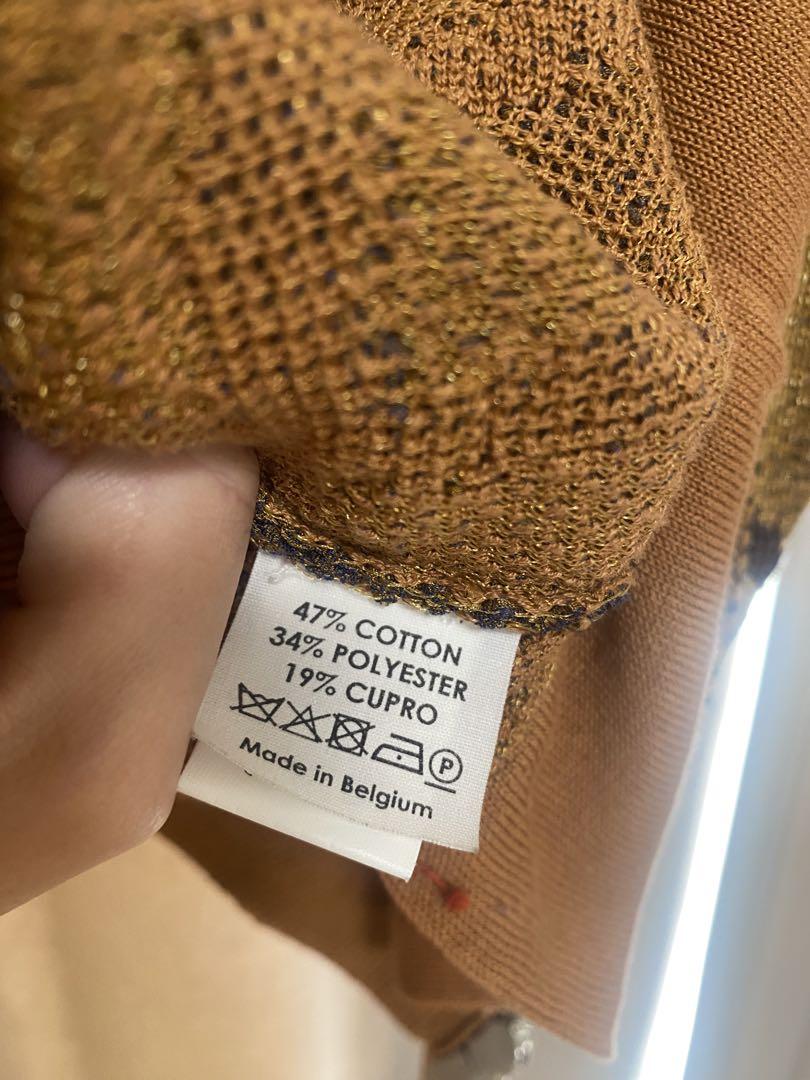 47% COTTON
34% POLYESTER
19% CUPRO
P
Made in Belgium